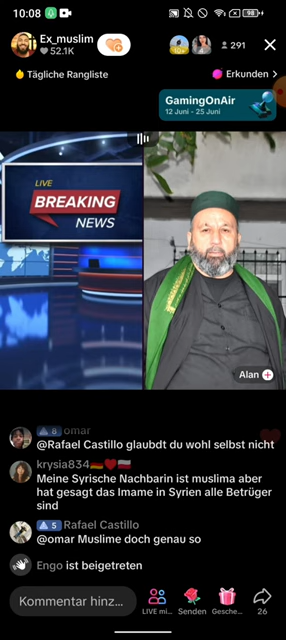 10:08
98
Ex_muslim
52.1K
291
Tägliche Rangliste
Erkunden
GamingOnAir
12 Juni - 25 Juni
LIVE
BREAKING
NEWS
Alan
8 omar
@Rafael Castillo glaubdt du wohl selbst nicht
krysia834
Meine Syrische Nachbarin ist muslima aber
hat gesagt das Imame in Syrien alle Betrüger
sind
5 Rafael Castillo
@omar Muslime doch genau so
Engo ist beigetreten
Kommentar hinz...
LIVE mi...
Senden
Gesche...
26